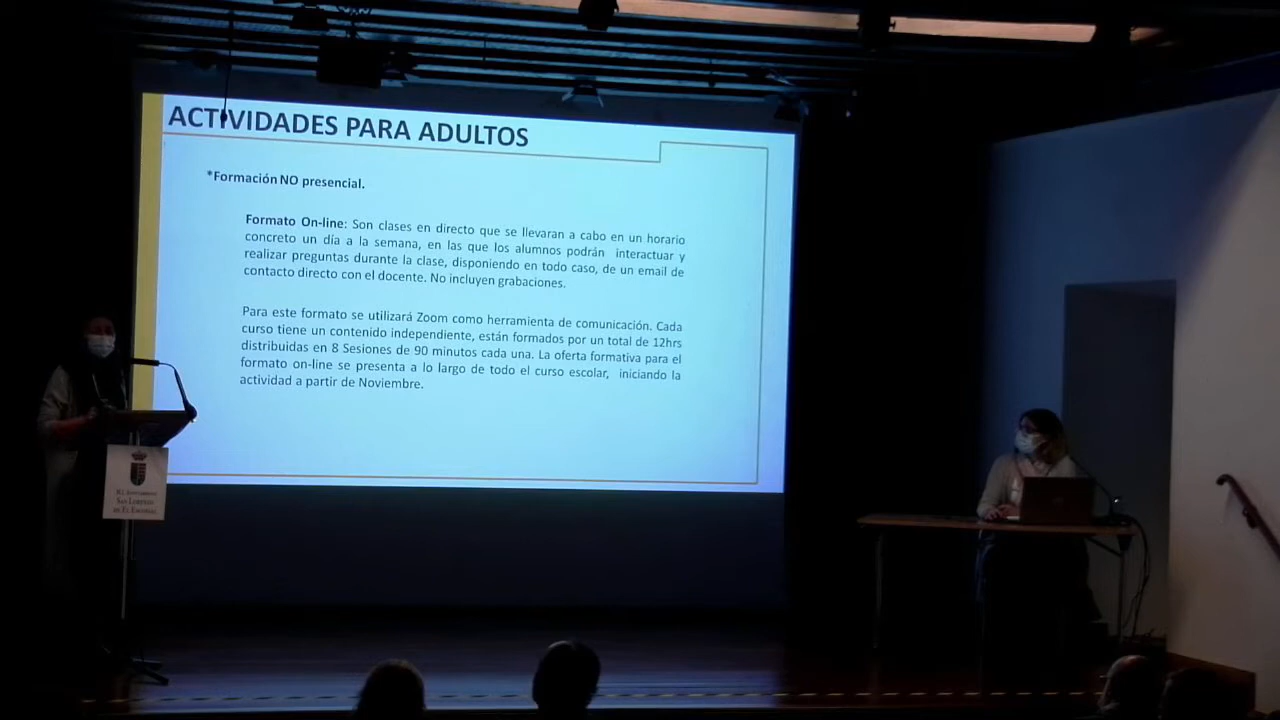 ACTIVIDADES PARA ADULTOS
*Formación NO presencial.
Formato On-line: Son clases en directo que se llevaran a cabo en un horario
concreto un día a la semana, en las que los alumnos podrán interactuar y
realizar preguntas durante la clase, disponiendo en todo caso, de un email de
contacto directo con el docente. No incluyen grabaciones.
Para este formato se utilizará Zoom como herramienta de comunicación. Cada
curso tiene un contenido independiente, están formados por un total de 12hrs
distribuidas en 8 Sesiones de 90 minutos cada una. La oferta formativa para el
formato on-line se presenta a lo largo de todo el curso escolar, iniciando la
actividad a partir de Noviembre.
San Lorenzo
de El Escorial